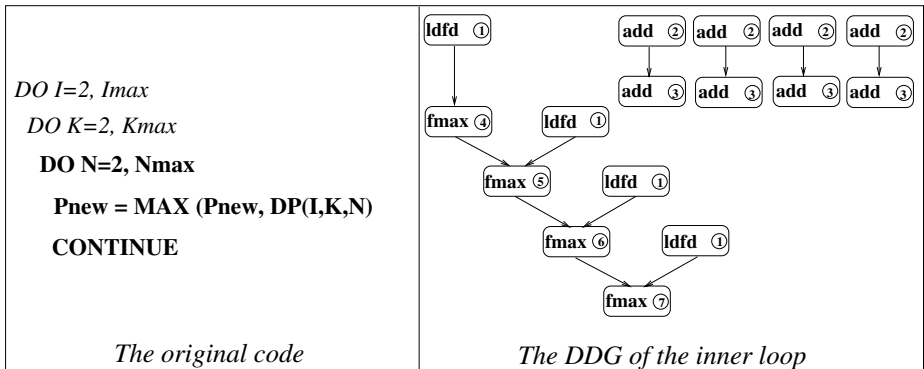 DO I=2, Imax
DO K=2, Kmax
DO N=2, Nmax
Pnew = MAX (Pnew, DP(I,K,N)
CONTINUE
The original code
ldfd 1
add 2 add 2 add 2 add 2
add 3 add 3 add 3 add 3
fmax 4 ldfd 1
fmax 5 ldfd 1
fmax 6 ldfd 1
fmax 7
The DDG of the inner loop